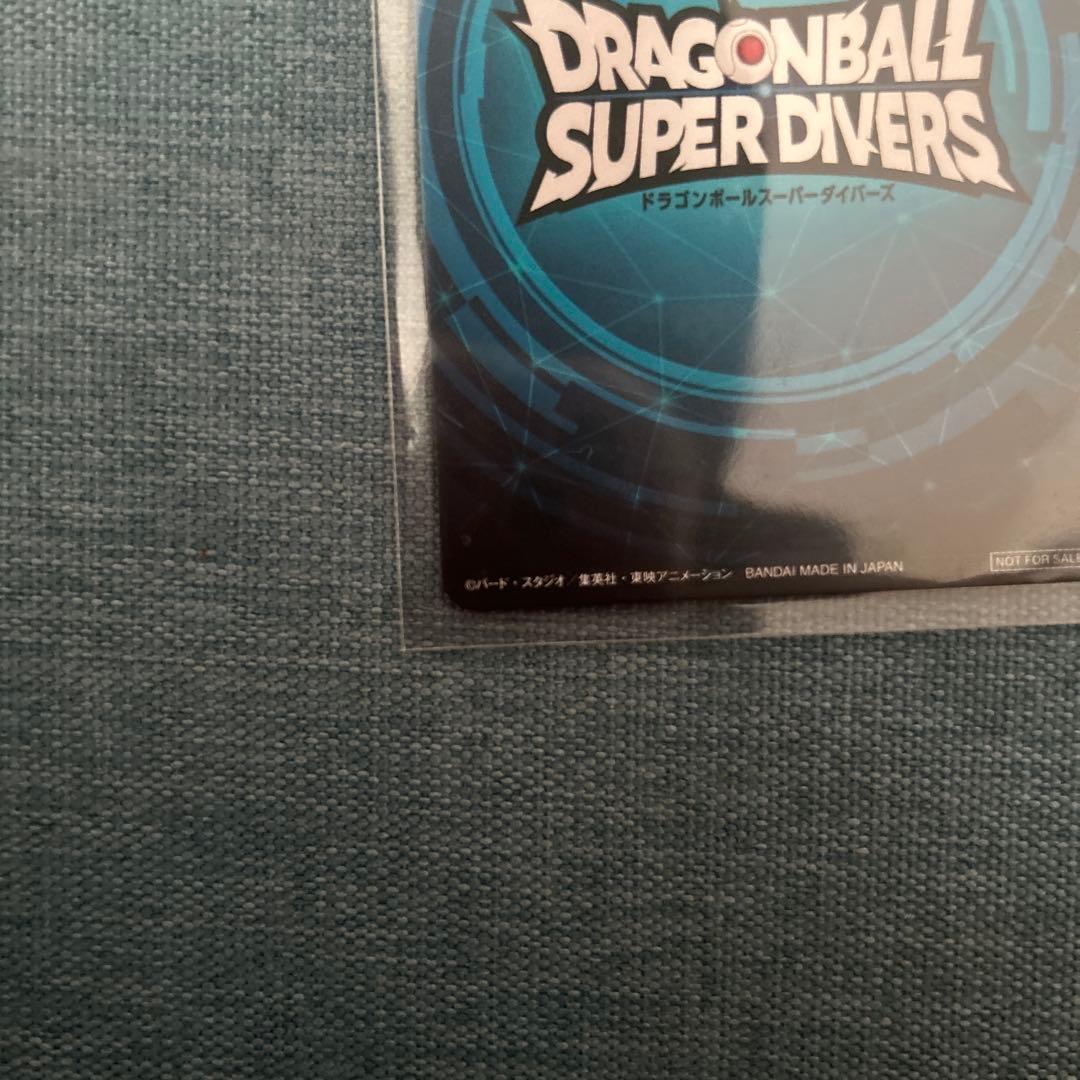 DRAGONBALL
SUPER DIVERS
ドラゴンボールスーパーダイバーズ
©バード・スタジオ/集英社・東映アニメーション BANDAI MADE IN JAPAN
NOT FOR SALE